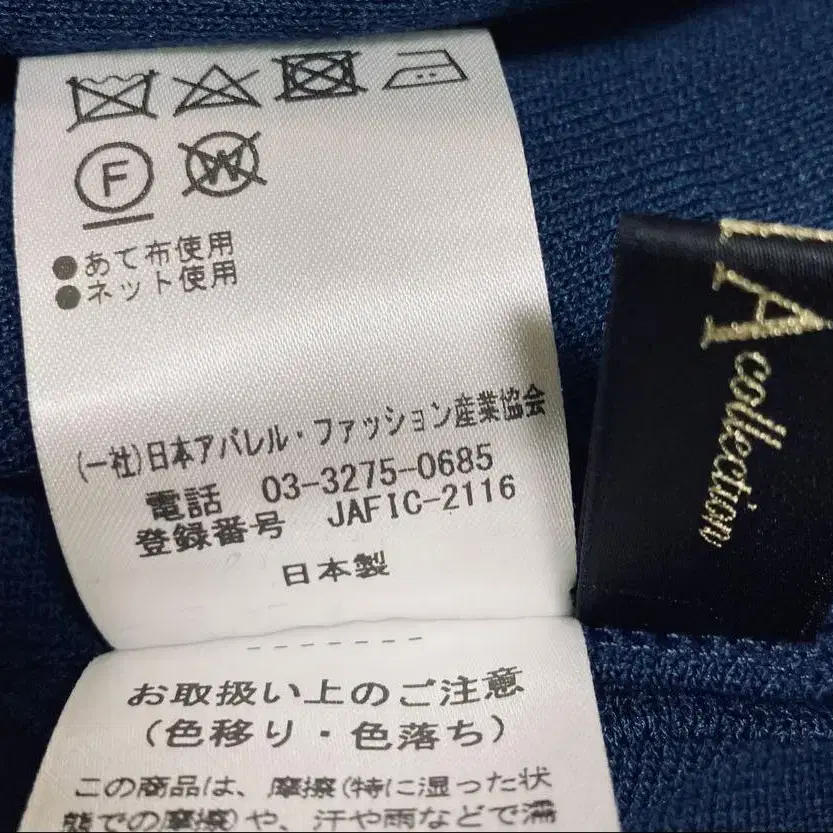 F
W
●あて布使用
●ネット使用
(一社)日本アパレル・ファッション産業協会
電話 03-3275-0685
登録番号 JAFIC-2116
日本製
-------
お取扱い上のご注意
(色移り・色落ち)
この商品は、摩擦(特に湿った状
態での摩擦)や、汗や雨などで濡
A
collection